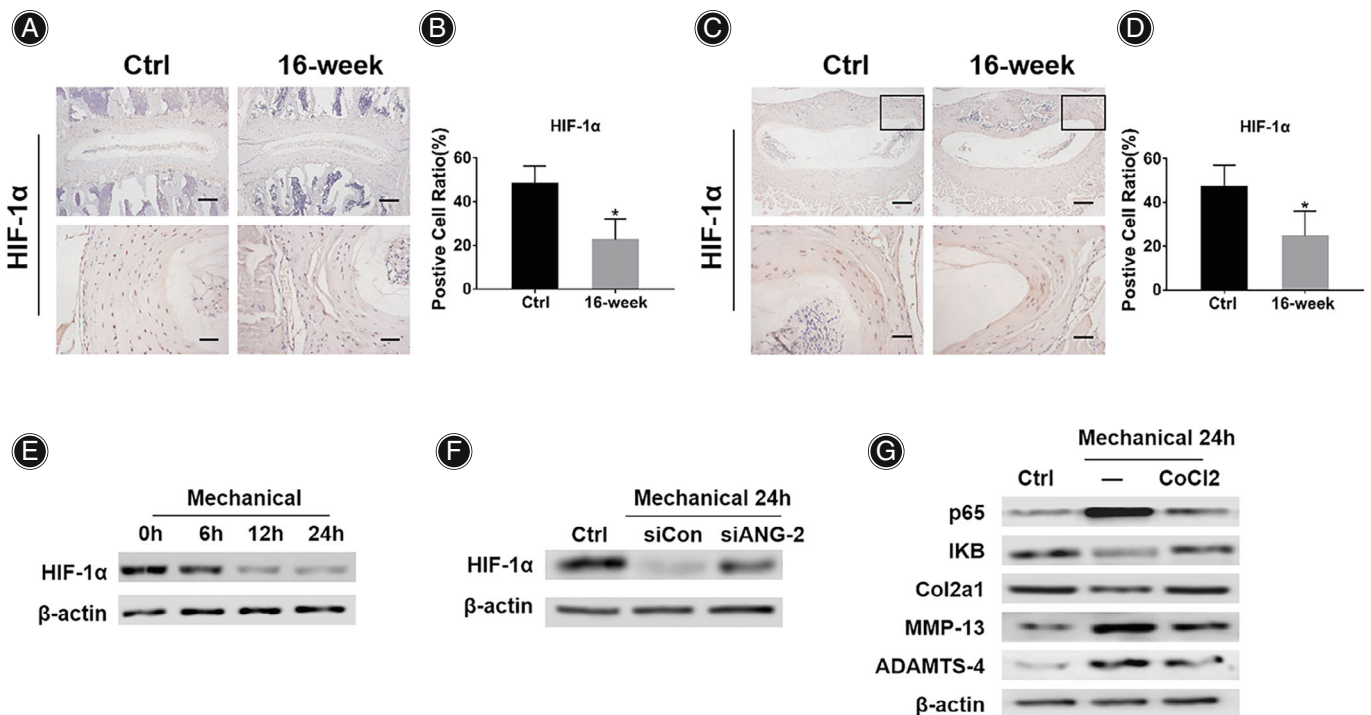 A
Ctrl
16-week
HIF-1α
B
HIF-1α
Postive Cell Ratio(%)
60
40
20
0
Ctrl
16-week
*
C
Ctrl
16-week
HIF-1α
D
HIF-1α
Postive Cell Ratio(%)
60
40
20
0
Ctrl
16-week
*
E
Mechanical
0h 6h 12h 24h
HIF-1α
β-actin
F
Mechanical 24h
Ctrl siCon siANG-2
HIF-1α
β-actin
G
Mechanical 24h
Ctrl — CoCl2
p65
IKB
Col2a1
MMP-13
ADAMTS-4
β-actin